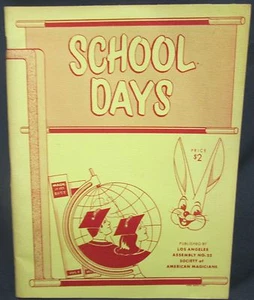 SCHOOL
DAYS
PRICE
$2
PUBLISHED BY
LOS ANGELES
ASSEMBLY NO. 22
SOCIETY of
AMERICAN MAGICIANS